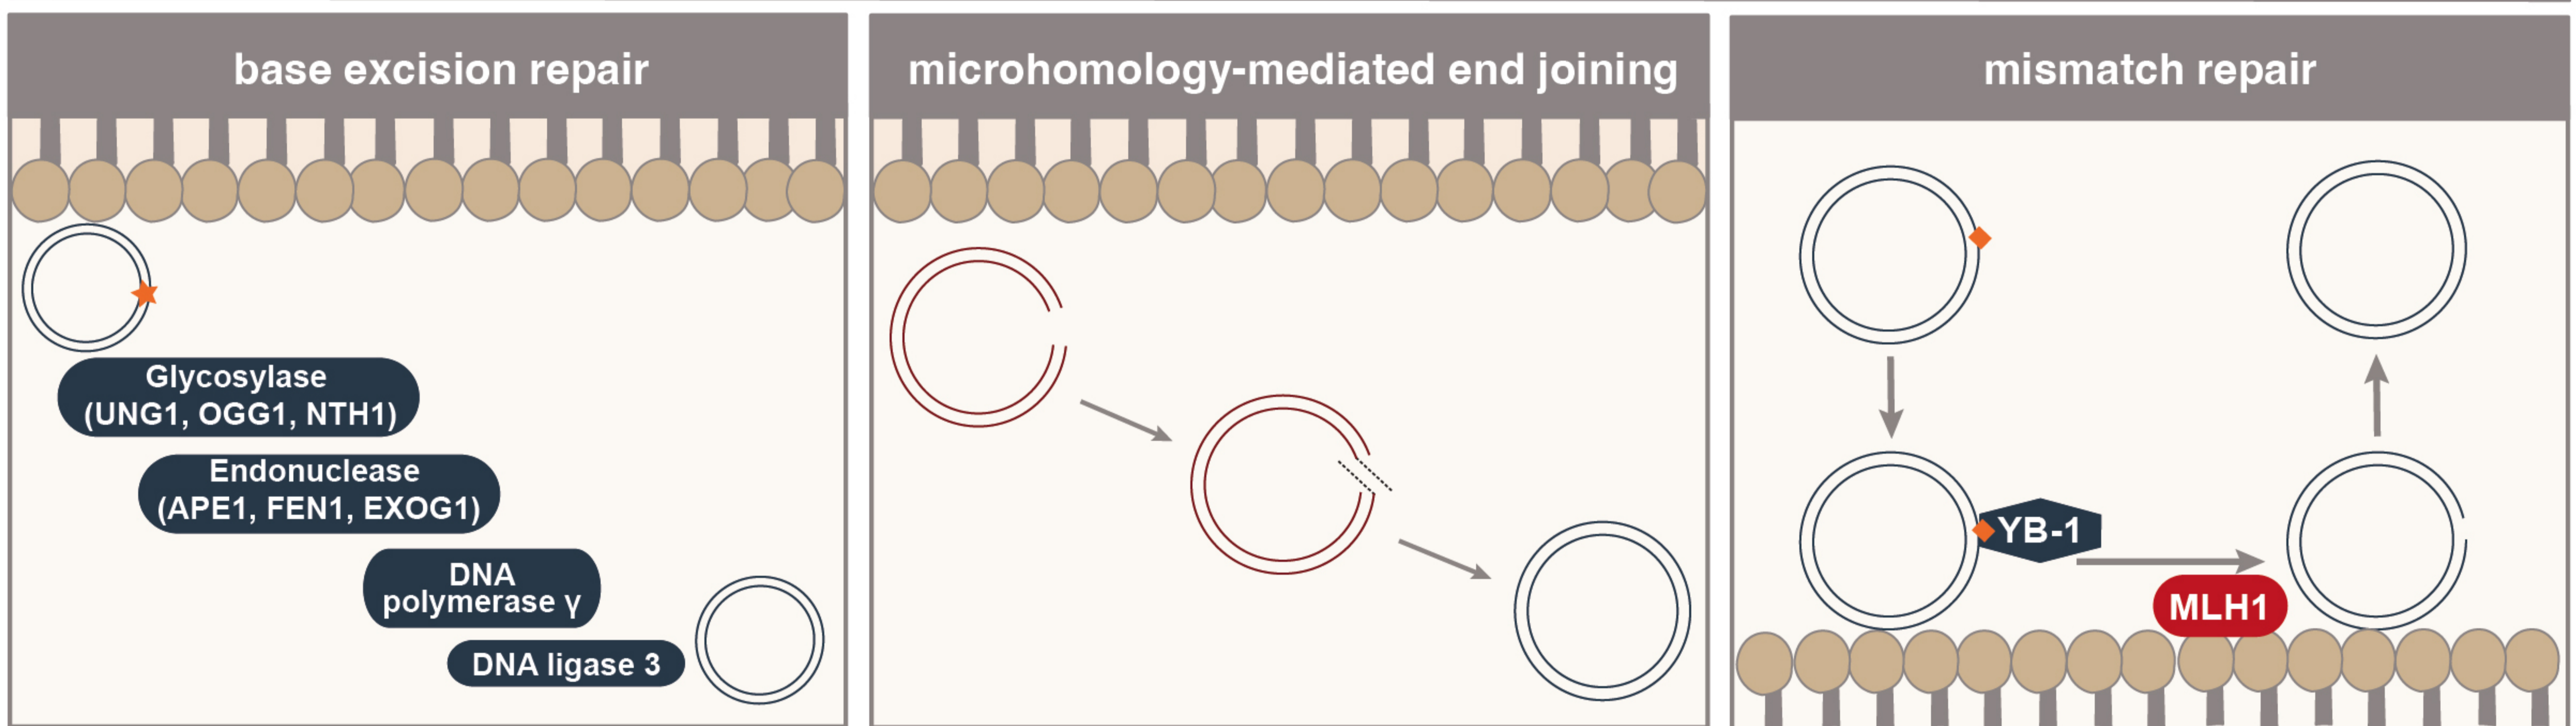 base excision repair
Glycosylase
(UNG1, OGG1, NTH1)
Endonuclease
(APE1, FEN1, EXOG1)
DNA
polymerase γ
DNA ligase 3
microhomology-mediated end joining
mismatch repair
YB-1
MLH1